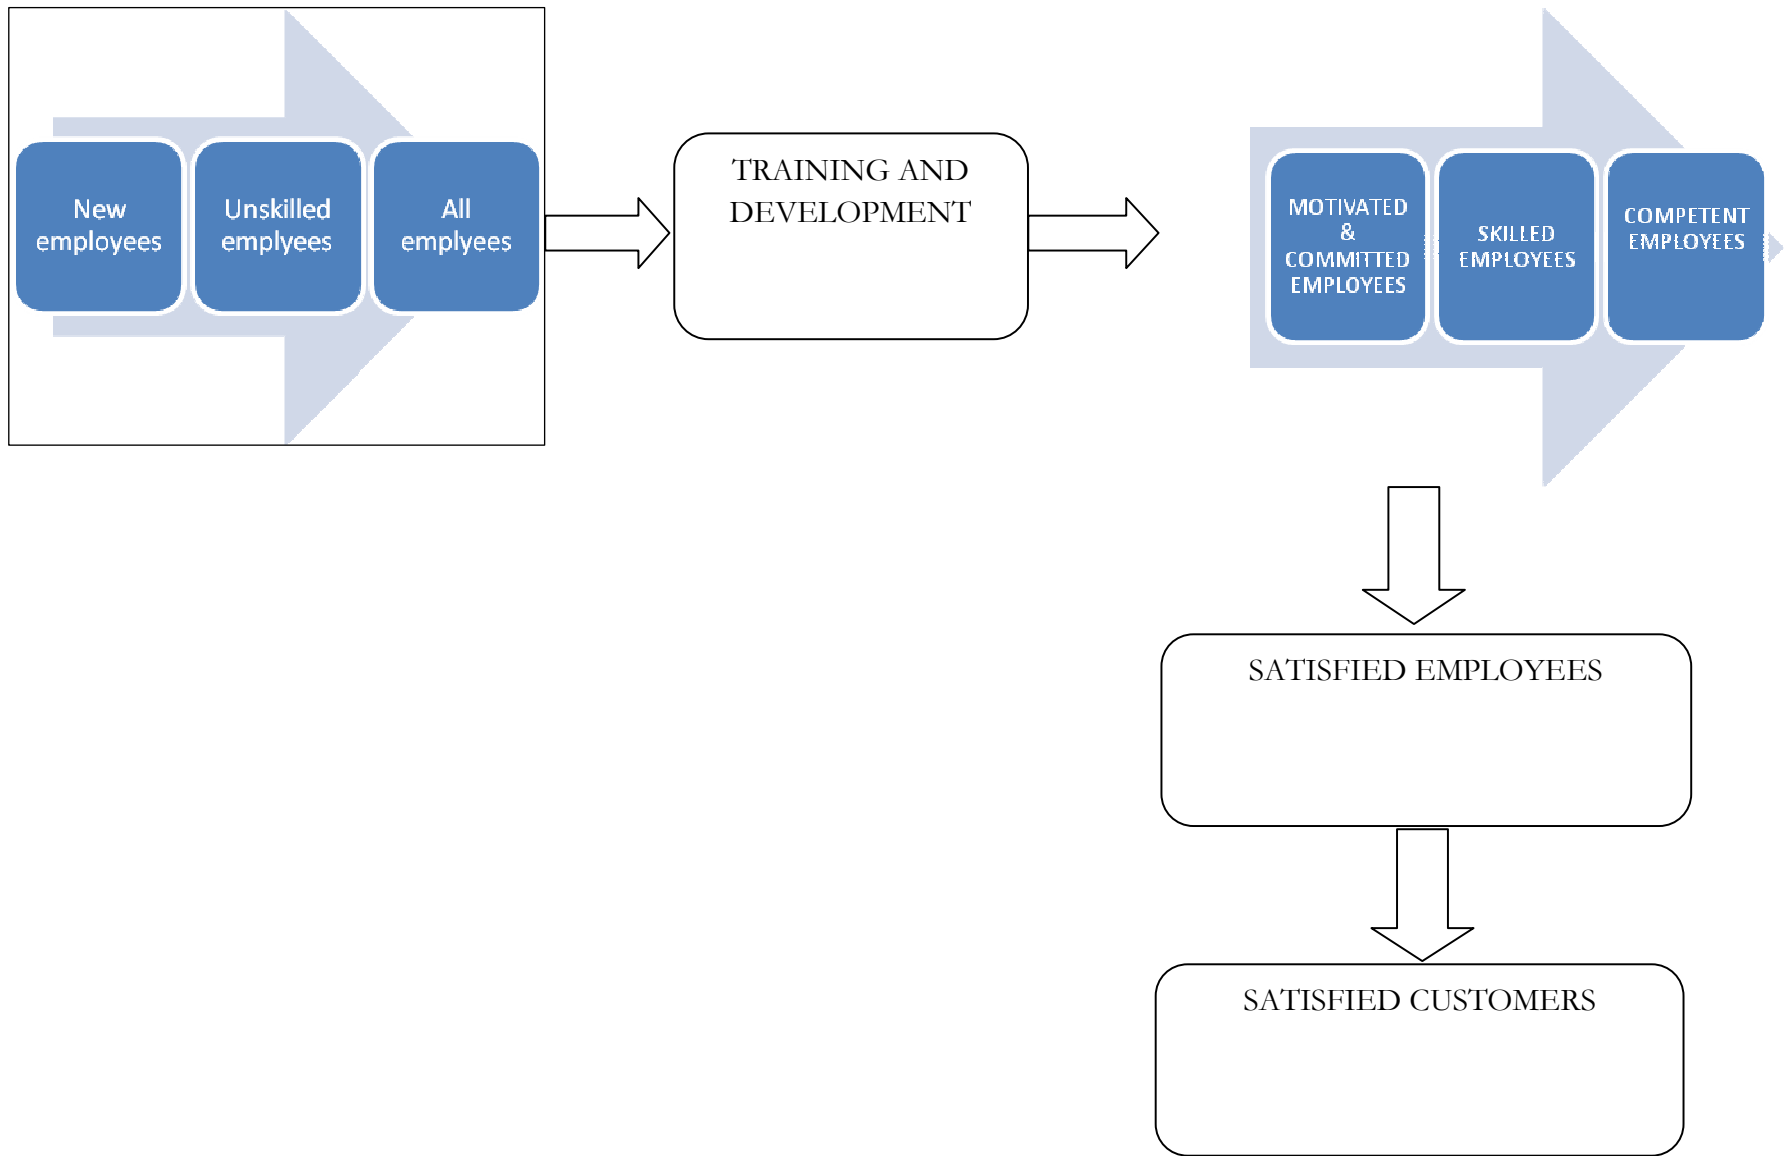 New
employees
Unskilled
emplyees
All
emplyees
TRAINING AND
DEVELOPMENT
MOTIVATED
&
COMMITTED
EMPLOYEES
SKILLED
EMPLOYEES
COMPETENT
EMPLOYEES
SATISFIED EMPLOYEES
SATISFIED CUSTOMERS